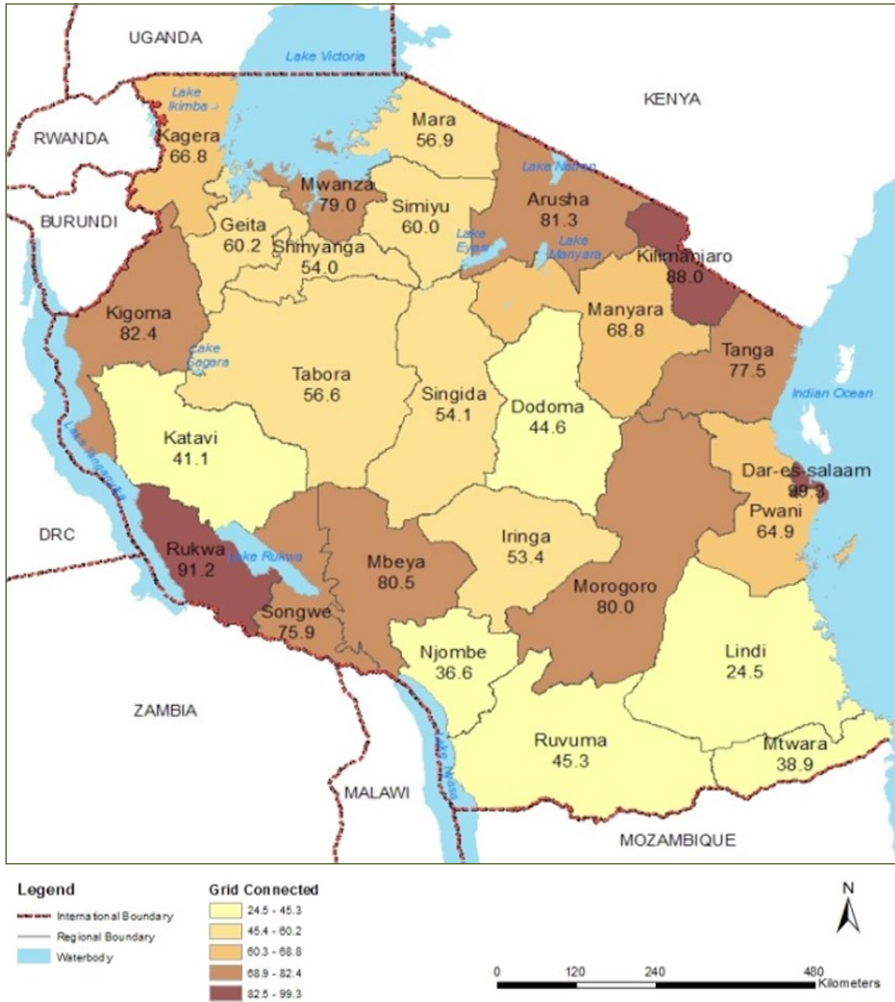 UGANDA
Lake Victoria
KENYA
Lake
Ikimba
RWANDA
Kagera
66.8
Mara
56.9
Lake Natron
Mwanza
79.0
Arusha
81.3
Simiyu
60.0
BURUNDI
Geita
60.2
Lake
Eyasi
Lake
Manyara
Shinyanga
54.0
Kilimanjaro
88.0
Kigoma
82.4
Manyara
68.8
Tanga
77.5
Lake
Sagara
Tabora
56.6
Singida
54.1
Dodoma
44.6
Indian Ocean
Katavi
41.1
Lake Tanganyika
Dar-es-salaam
99.3
Pwani
64.9
DRC
Rukwa
91.2
Lake Rukwa
Mbeya
80.5
Iringa
53.4
Morogoro
80.0
Songwe
75.9
Njombe
36.6
Lindi
24.5
ZAMBIA
Ruvuma
45.3
Mtwara
38.9
Lake Nyasa
MALAWI
MOZAMBIQUE
Legend
International Boundary
Regional Boundary
Waterbody
Grid Connected
24.5 - 45.3
45.4 - 60.2
60.3 - 68.8
68.9 - 82.4
82.5 - 99.3
N
0 120 240 480
Kilometers